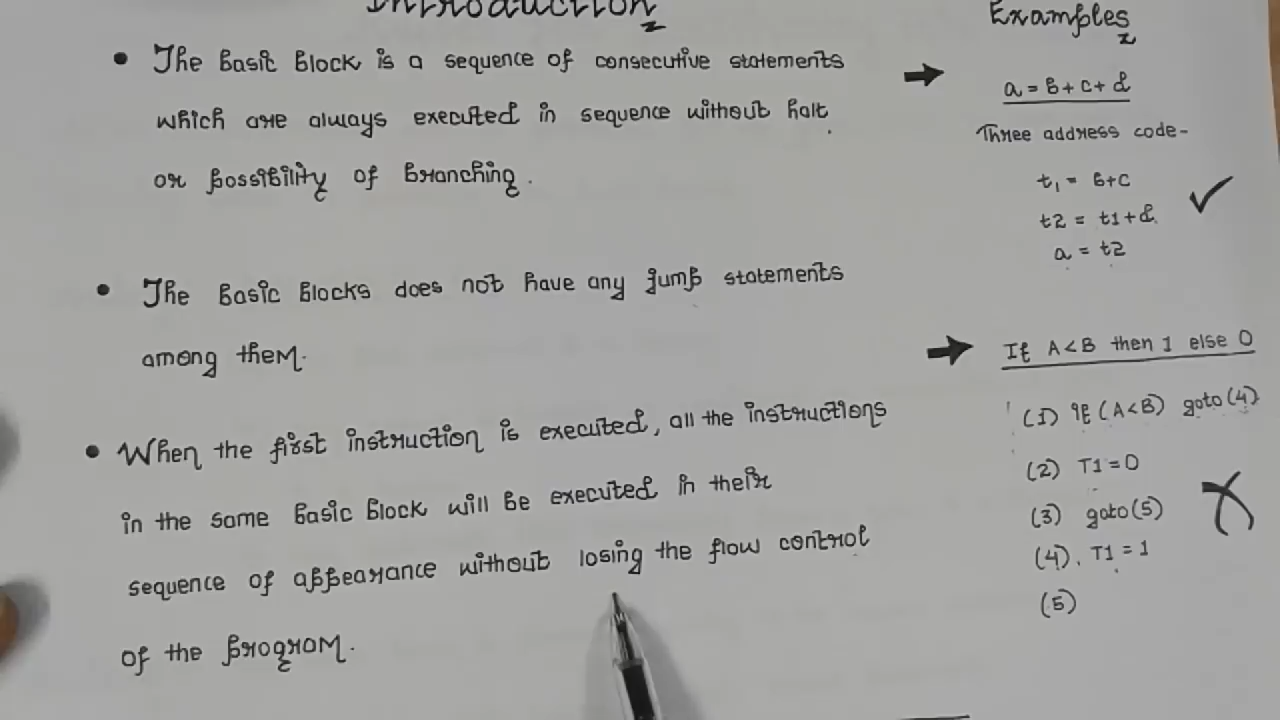 Introduction
• The Basic Block is a sequence of consecutive statements
which are always executed in sequence without halt
or possibility of Branching.
• The Basic Blocks does not have any jump statements
among them.
• When the first instruction is executed, all the instructions
in the same Basic Block will be executed in their
sequence of appearance without losing the flow control
of the program.
Examples
→ a = b + c + d
Three address code-
t1 = b+c
t2 = t1+d
a = t2
✓
→ If A<B then 1 else 0
(1) if (A<B) goto(4)
(2) T1=0
(3) goto(5)
(4). T1=1
(5)
X